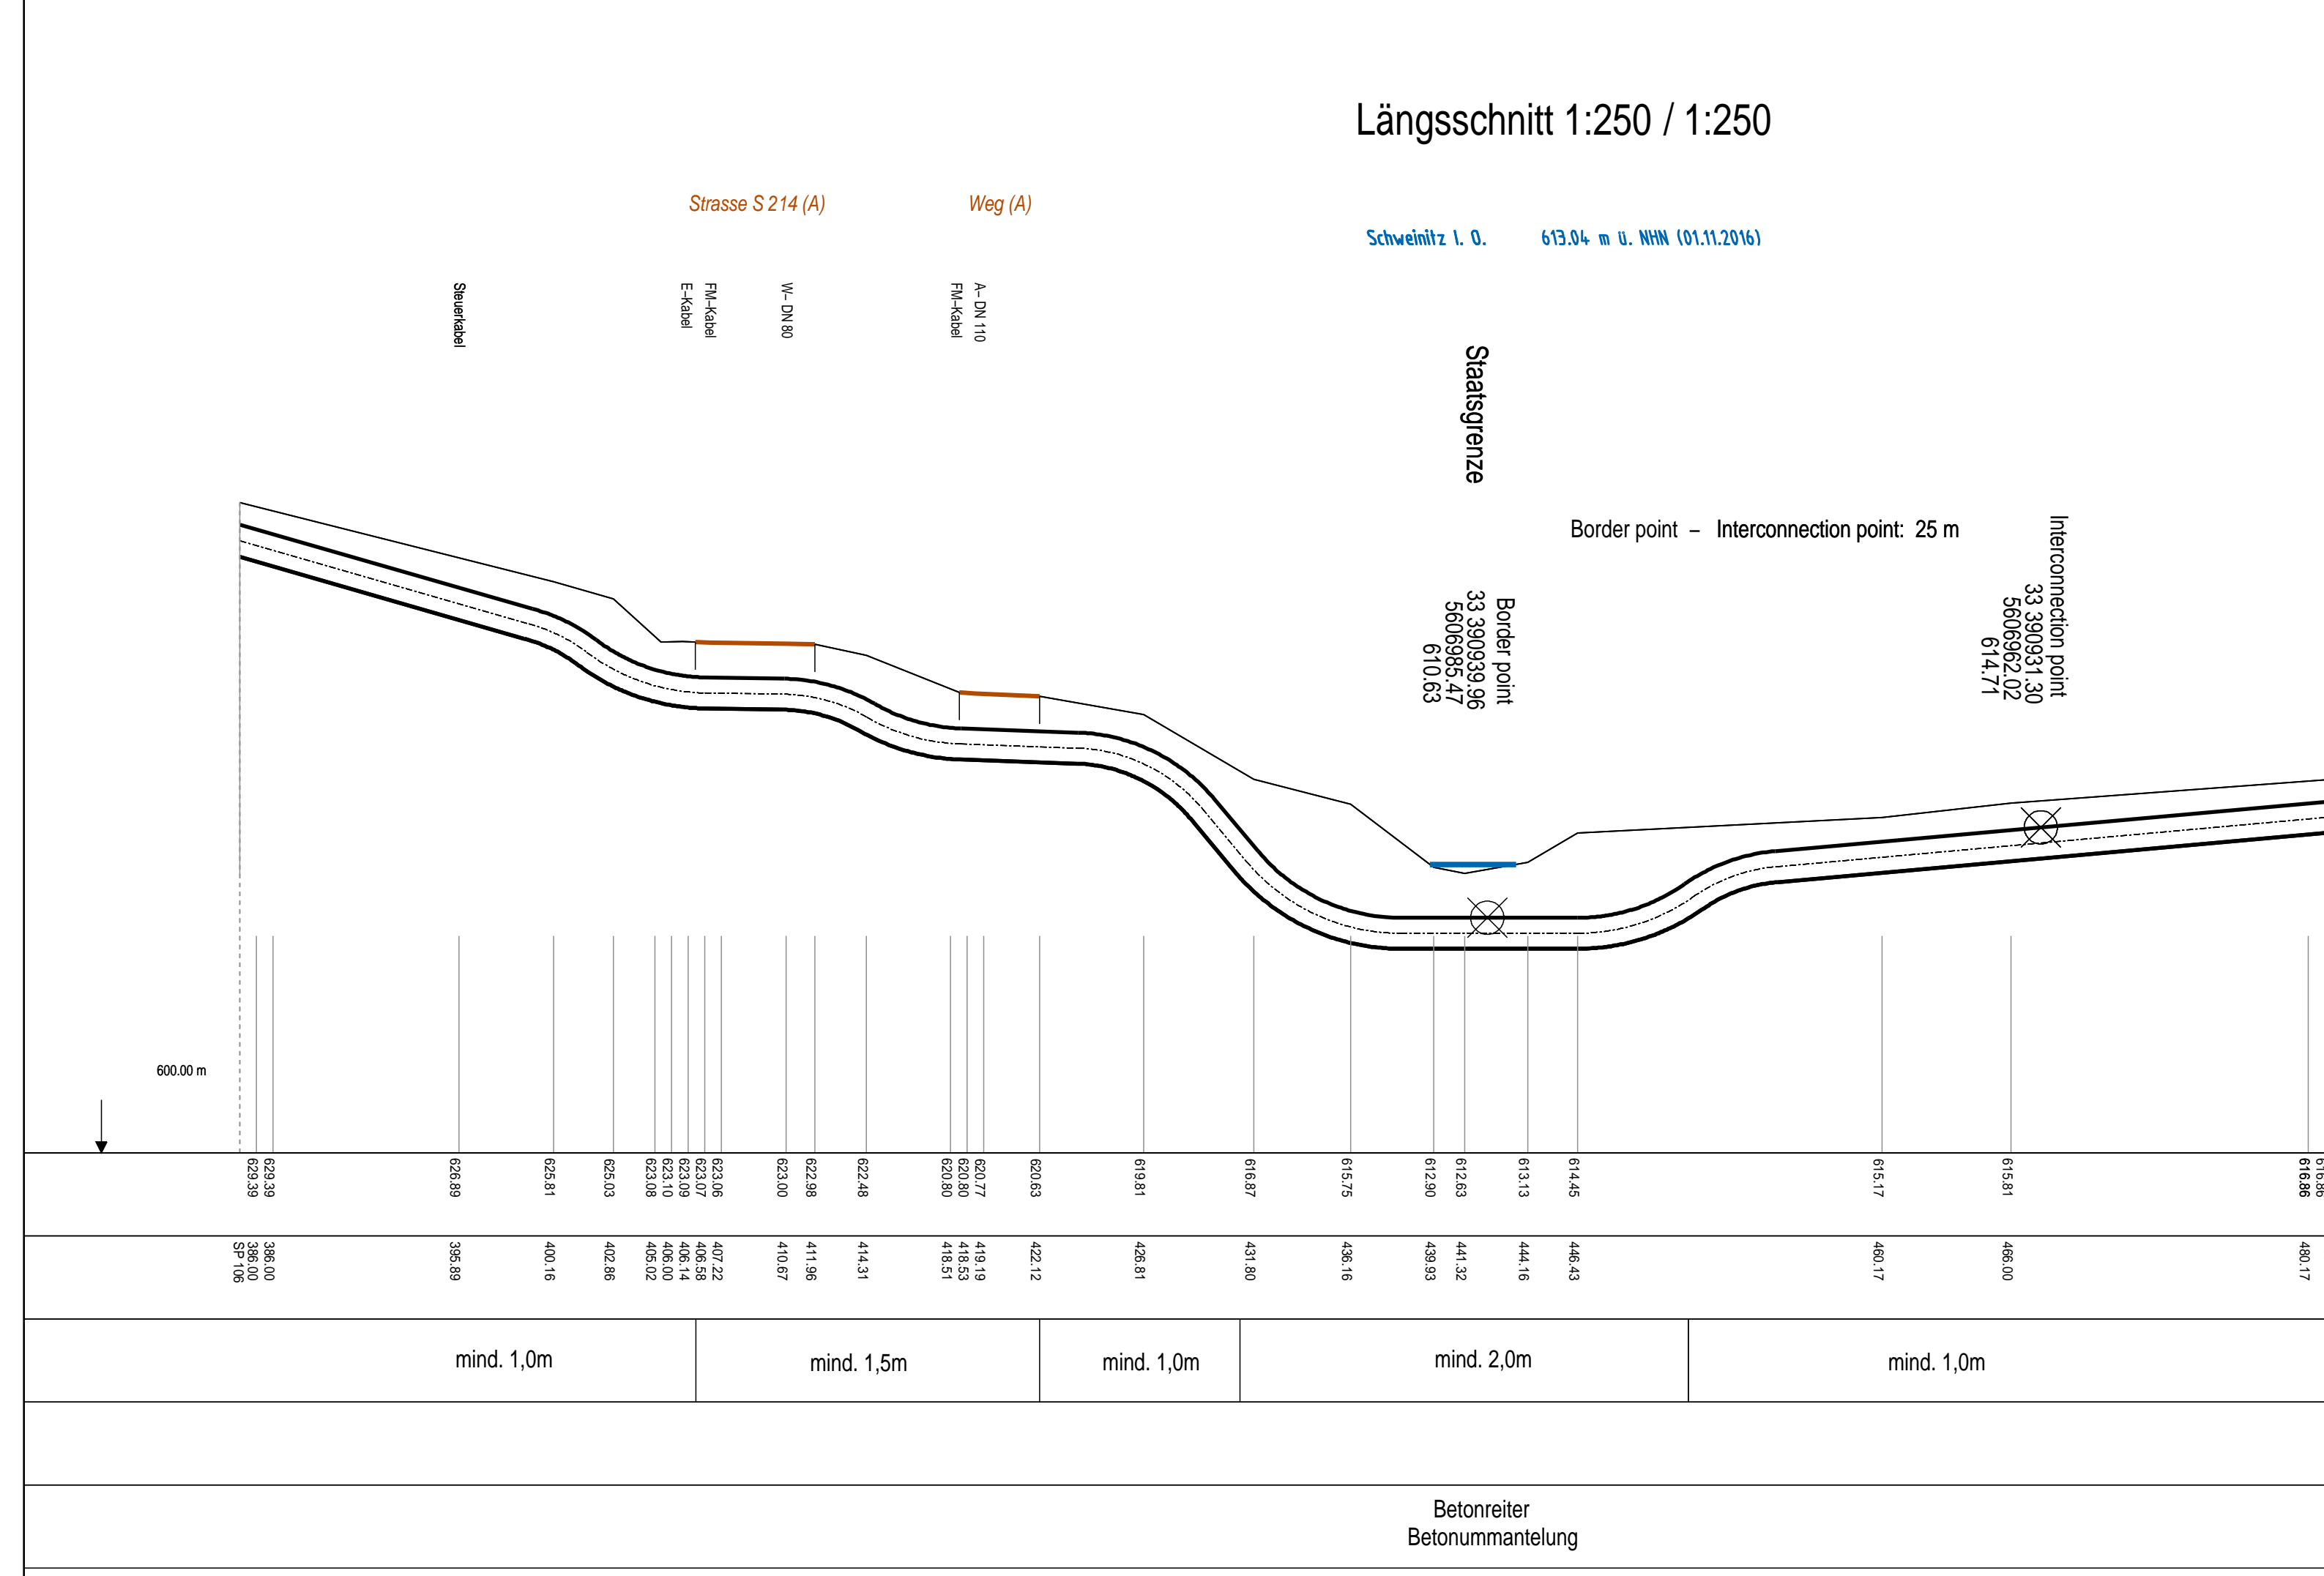 Längsschnitt 1:250 / 1:250
Strasse S 214 (A)
Weg (A)
Schweinitz l. O. 613.04 m ü. NHN (01.11.2016)
Steuerkabel
E-Kabel
FM-Kabel
W- DN 80
FM-Kabel
A- DN 110
Staatsgrenze
Border point – Interconnection point: 25 m
Border point
33 390939.96
5606985.47
610.63
Interconnection point
33 390931.30
5606962.02
614.71
600.00 m
629.39
629.39
626.89
625.81
625.03
623.08
623.10
623.09
623.07
623.06
623.00
622.98
622.48
620.80
620.80
620.77
620.63
619.81
616.87
615.75
612.90
612.63
613.13
614.45
615.17
615.81
616.86
616.86
SP 106
386.00
386.00
395.89
400.16
402.86
405.02
406.00
406.14
406.58
407.22
410.67
411.96
414.31
418.51
418.53
419.19
422.12
426.81
431.80
436.16
439.93
441.32
444.16
446.43
460.17
466.00
480.17
mind. 1,0m
mind. 1,5m
mind. 1,0m
mind. 2,0m
mind. 1,0m
Betonreiter
Betonummantelung